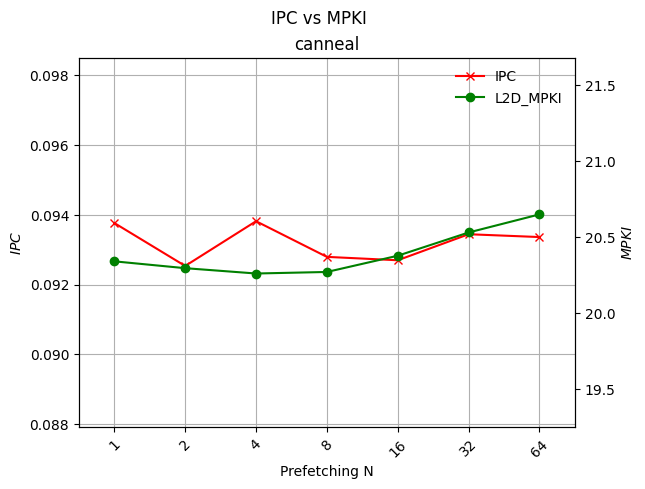 IPC vs MPKI
canneal
IPC
L2D_MPKI
0.098
0.096
0.094
0.092
0.090
0.088
IPC
21.5
21.0
20.5
20.0
19.5
MPKI
1
2
4
8
16
32
64
Prefetching N